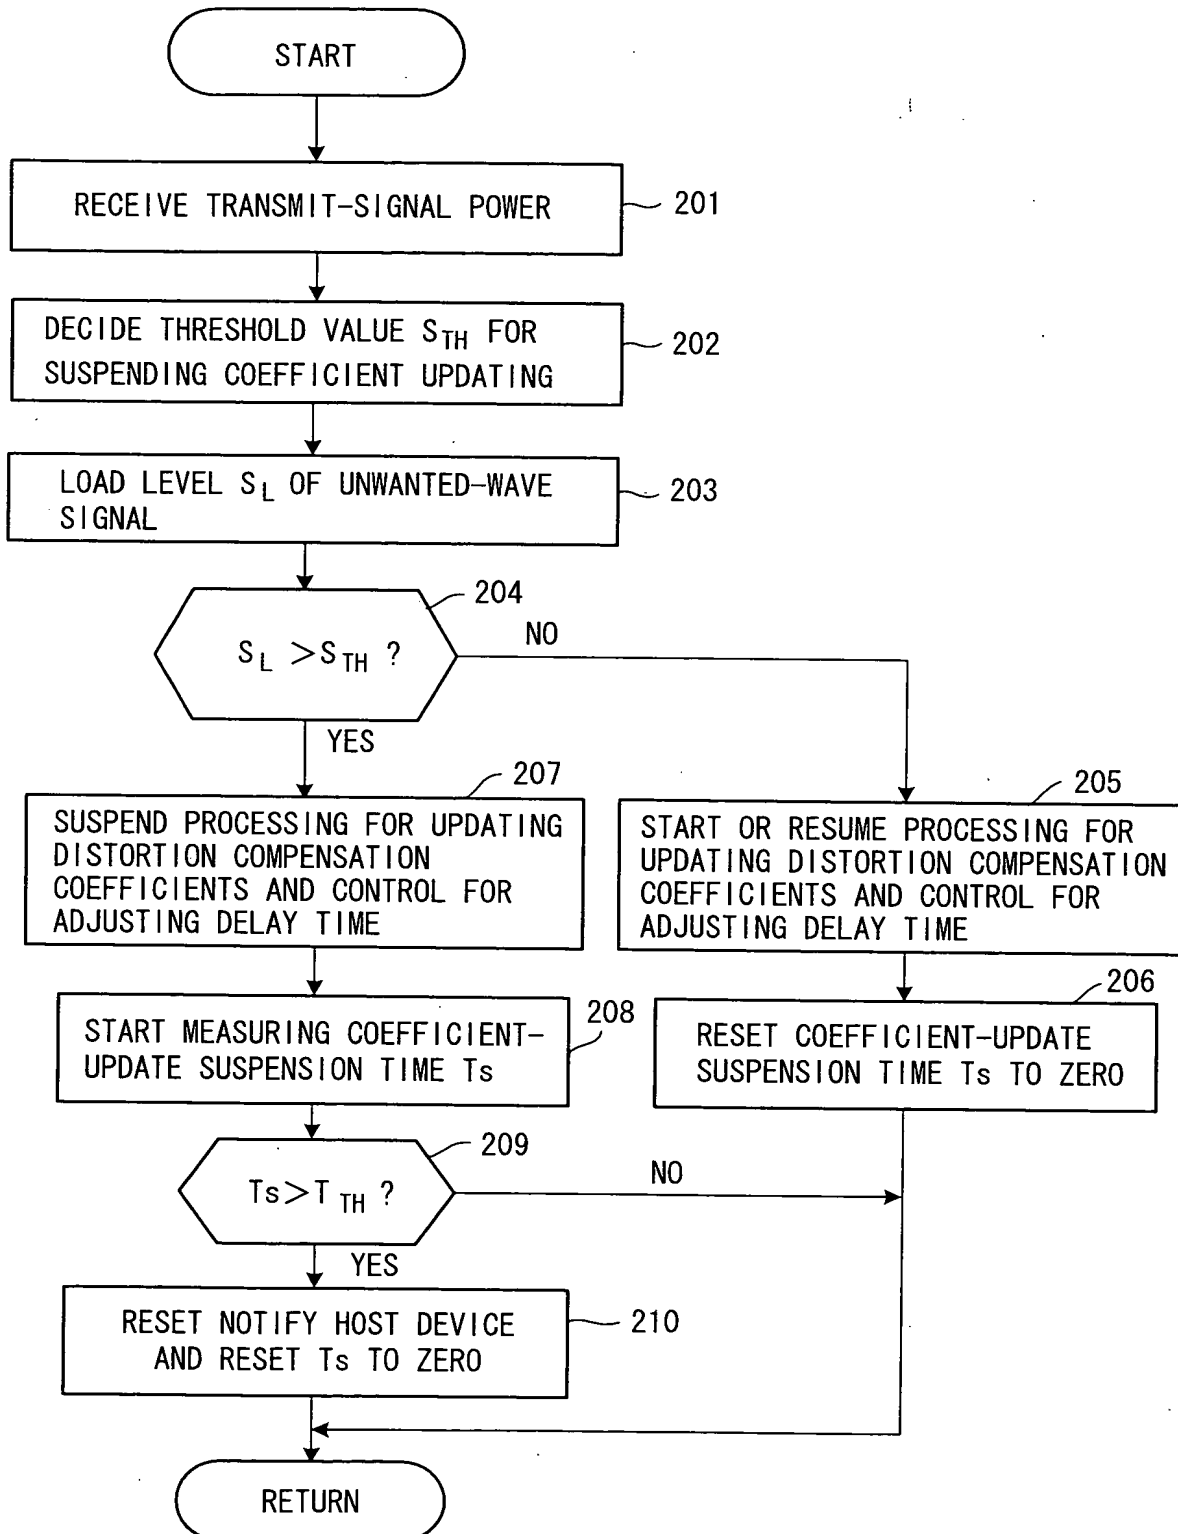 START
RECEIVE TRANSMIT-SIGNAL POWER
201
DECIDE THRESHOLD VALUE STH FOR
SUSPENDING COEFFICIENT UPDATING
202
LOAD LEVEL SL OF UNWANTED-WAVE
SIGNAL
203
204
SL >STH ?
NO
YES
207
SUSPEND PROCESSING FOR UPDATING
DISTORTION COMPENSATION
COEFFICIENTS AND CONTROL FOR
ADJUSTING DELAY TIME
205
START OR RESUME PROCESSING FOR
UPDATING DISTORTION COMPENSATION
COEFFICIENTS AND CONTROL FOR
ADJUSTING DELAY TIME
START MEASURING COEFFICIENT-
UPDATE SUSPENSION TIME Ts
208
206
RESET COEFFICIENT-UPDATE
SUSPENSION TIME Ts TO ZERO
209
Ts>TTH ?
NO
YES
RESET NOTIFY HOST DEVICE
AND RESET Ts TO ZERO
210
RETURN